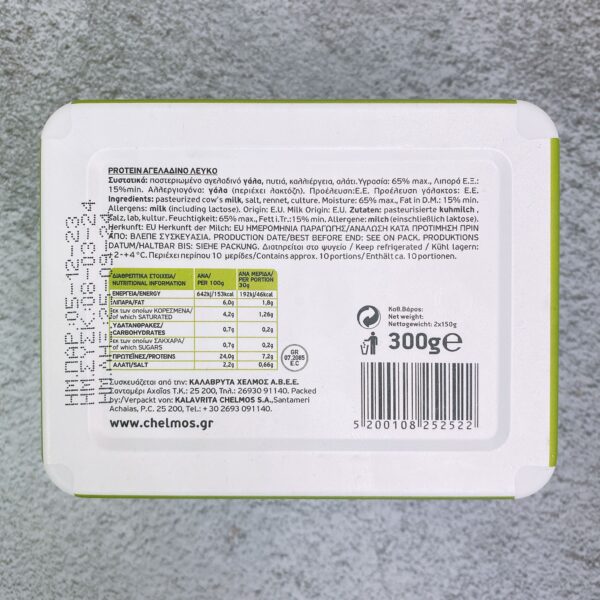 PROTEIN ΑΓΕΛΑΔΙΝΟ ΛΕΥΚΟ
Συστατικά: παστεριωμένο αγελαδινό γάλα, πυτιά, καλλιέργεια, αλάτι.Υγρασία: 65% max., Λιπαρά Ε.Ξ.:
15%min. Αλλεργιογόνα: γάλα (περιέχει λακτόζη). Προέλευση:Ε.Ε. Προέλευση γάλακτος: Ε.Ε.
Ingredients: pasteurized cow's milk, salt, rennet, culture. Moisture: 65% max., Fat in D.M.: 15% min.
Allergens: milk (including lactose). Origin: E.U. Milk Origin: E.U. Zutaten: pasteurisierte kuhmilch,
Salz, lab, kultur. Feuchtigkeit: 65% max., Fett i.Tr.:15% min. Allergene: milch (einschließlich laktose).
Herkunft: EU Herkunft der Milch: EU ΗΜΕΡΟΜΗΝΙΑ ΠΑΡΑΓΩΓΗΣ/ΑΝΑΛΩΣΗ ΚΑΤΑ ΠΡΟΤΙΜΗΣΗ ΠΡΙΝ
ΑΠΟ: ΒΛΕΠΕ ΣΥΣΚΕΥΑΣΙΑ, PRODUCTION DATE/BEST BEFORE END: SEE ON PACK. PRODUKTIONS
DATUM/HALTBAR BIS: SIEHE PACKUNG. Διατηρείται στο ψυγείο / Keep refrigerated / Kühl lagern:
+2-+4°C. Περιέχει περίπου 10 μερίδες/Contains approx. 10portions/Enthält ca. 10 portionen.
ΔΙΑΘΡΕΠΤΙΚΑ ΣΤΟΙΧΕΙΑ/ ΑΝΑ/ ΑΝΑ ΜΕΡΙΔΑ/
NUTRITIONAL INFORMATION PER 100g PER PORTION
30g
ΕΝΕΡΓΕΙΑ/ENERGY 642kj/153kcal 192kj/46kcal
ΛΙΠΑΡΑ/FAT 6,0g 1,8g
εκ των οποίων ΚΟΡΕΣΜΕΝΑ/
of which SATURATED 4,2g 1,26g
ΥΔΑΤΑΝΘΡΑΚΕΣ/
CARBOHYDRATES 0,7g 0,2g
εκ των οποίων ΣΑΚΧΑΡΑ/
of which SUGARS 0,7g 0,2g
ΠΡΩΤΕΪΝΕΣ/PROTEINS 24,0g 7,2g
ΑΛΑΤΙ/SALT 2,2g 0,66g
GR
07.2085
E.C
Καθ.Βάρος:
Net weight:
Nettogewicht: 2x150g
300g℮
Συσκευάζεται από την ΚΑΛΑΒΡΥΤΑ ΧΕΛΜΟΣ Α.Β.Ε.Ε.
Σανταμέρι Αχαΐας Τ.Κ.: 25 200, Τηλ.: 26930 91140. Packed
by:/Verpackt von: KALAVRITA CHELMOS S.A.,Santameri
Achaias, P.C. 25 200, Tel.: +30 2693 091140.
www.chelmos.gr
5 200108 252522
ΗΜ ΠΑΡ:05-12-23
ΗΜ ΣΥΣΚ:08-03-24